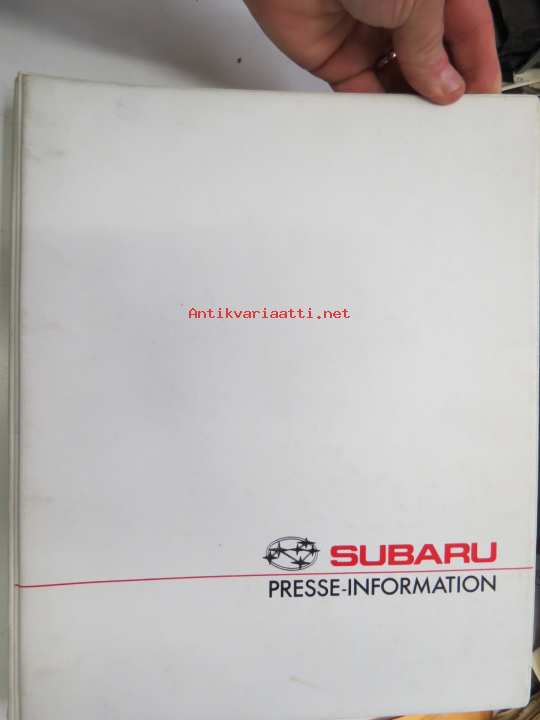 Antikvariaatti.net
SUBARU
PRESSE-INFORMATION